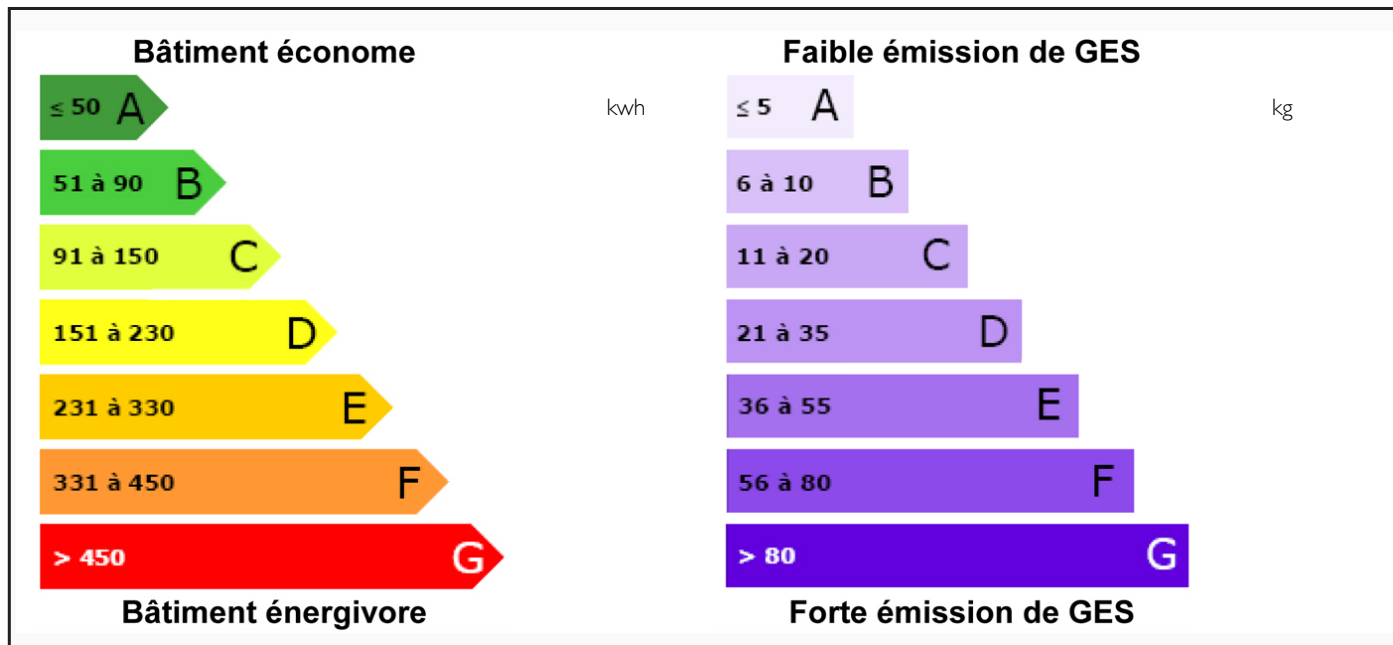 Bâtiment économe
≤ 50 A
kwh
51 à 90 B
91 à 150 C
151 à 230 D
231 à 330 E
331 à 450 F
> 450 G
Bâtiment énergivore
Faible émission de GES
≤ 5 A
kg
6 à 10 B
11 à 20 C
21 à 35 D
36 à 55 E
56 à 80 F
> 80 G
Forte émission de GES